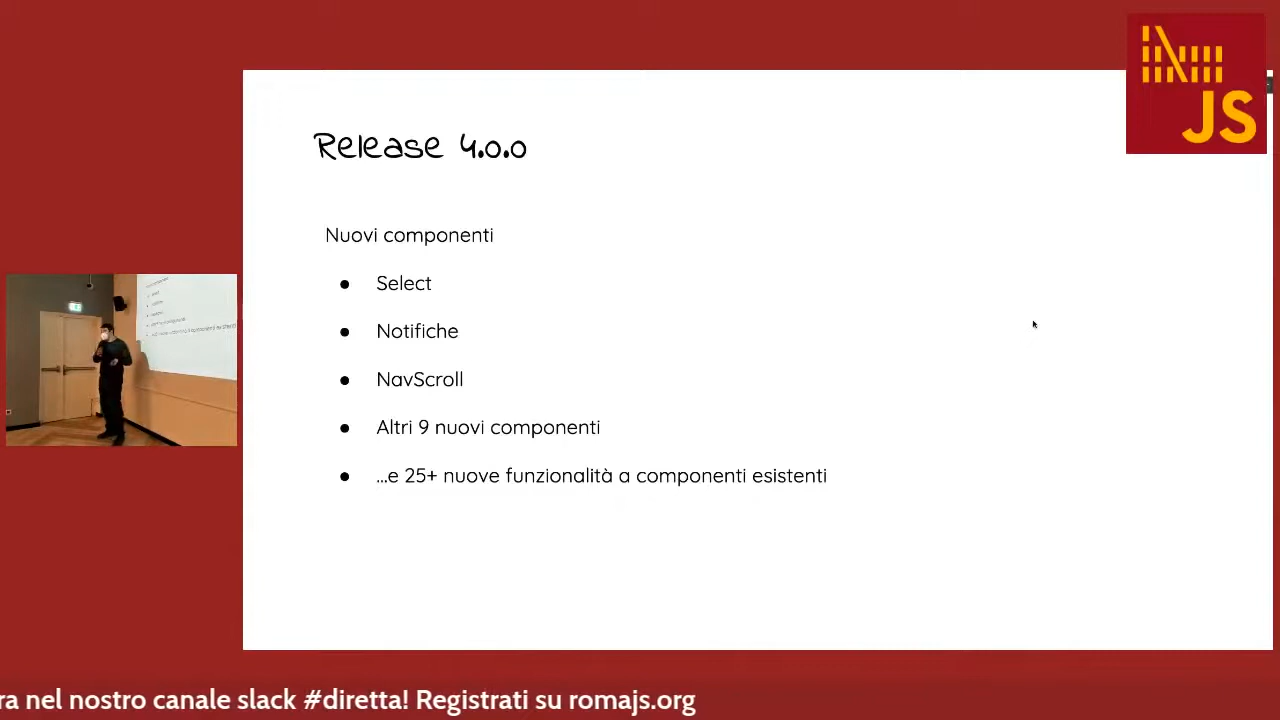 JS
Release 4.0.0
Nuovi componenti
● Select
● Notifiche
● NavScroll
● Altri 9 nuovi componenti
● ...e 25+ nuove funzionalità a componenti esistenti
ra nel nostro canale slack #diretta! Registrati su romajs.org